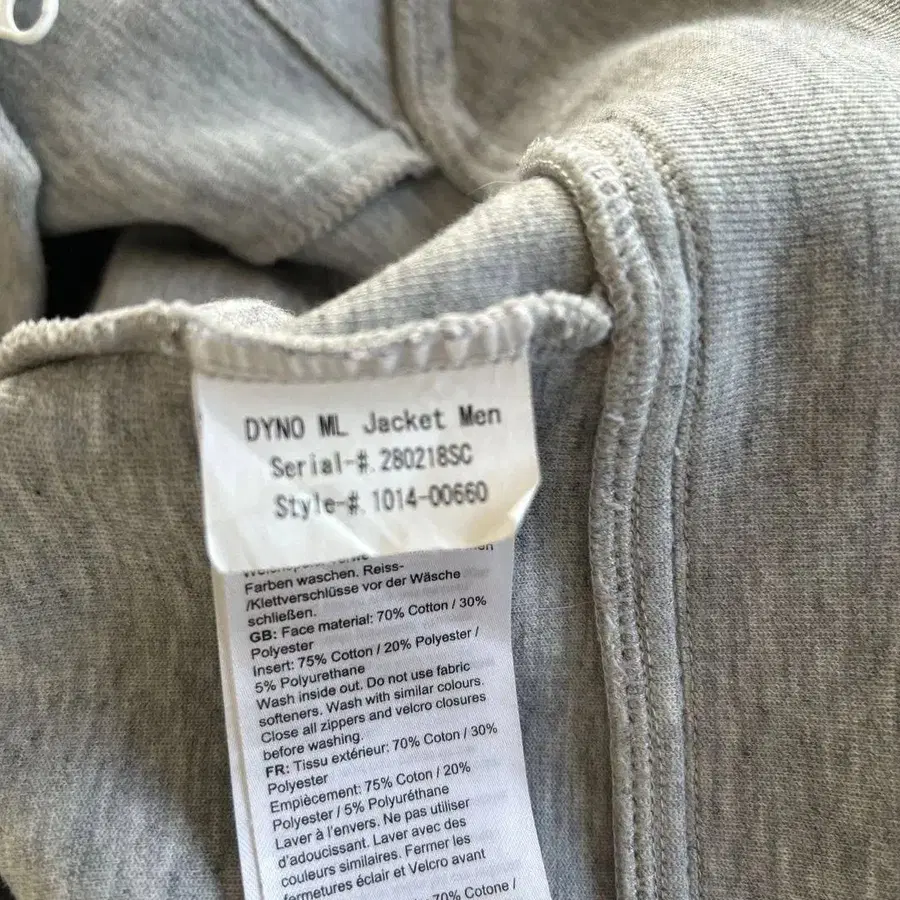 DYNO ML Jacket Men
Serial-#.280218SC
Style-#.1014-00660
Farben waschen. Reiss-
/Klettverschlüsse vor der Wäsche
schließen.
GB: Face material: 70% Cotton / 30%
Polyester
Insert: 75% Cotton / 20% Polyester /
5% Polyurethane
Wash inside out. Do not use fabric
softeners. Wash with similar colours.
Close all zippers and velcro closures
before washing.
FR: Tissu extérieur: 70% Coton / 30%
Polyester
Empiècement: 75% Coton / 20%
Polyester / 5% Polyuréthane
Laver à l'envers. Ne pas utiliser
d'adoucissant. Laver avec des
couleurs similaires. Fermer les
fermetures éclair et Velcro avant
70% Cotone /